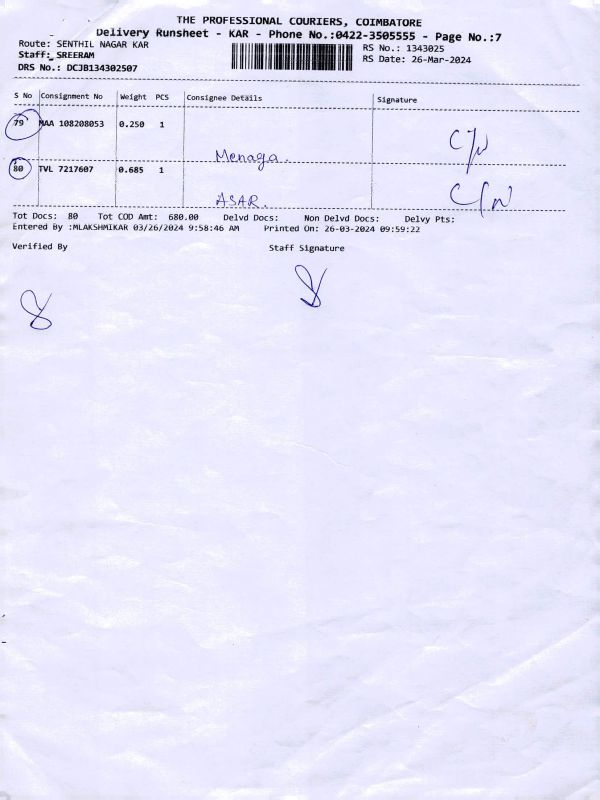 THE PROFESSIONAL COURIERS, COIMBATORE
Delivery Runsheet - KAR - Phone No.:0422-3505555 - Page No.:7
Route: SENTHIL NAGAR KAR
RS No.: 1343025
Staff: SREERAM
RS Date: 26-Mar-2024
DRS No.: DCJB134302507
S No Consignment No Weight PCS Consignee Details Signature
79 MAA 108208053 0.250 1
Menaga.
80 TVL 7217607 0.685 1
ASAR.
Tot Docs: 80 Tot COD Amt: 680.00 Delvd Docs: Non Delvd Docs: Delvy Pts:
Entered By :MLAKSHMIKAR 03/26/2024 9:58:46 AM Printed On: 26-03-2024 09:59:22
Verified By Staff Signature